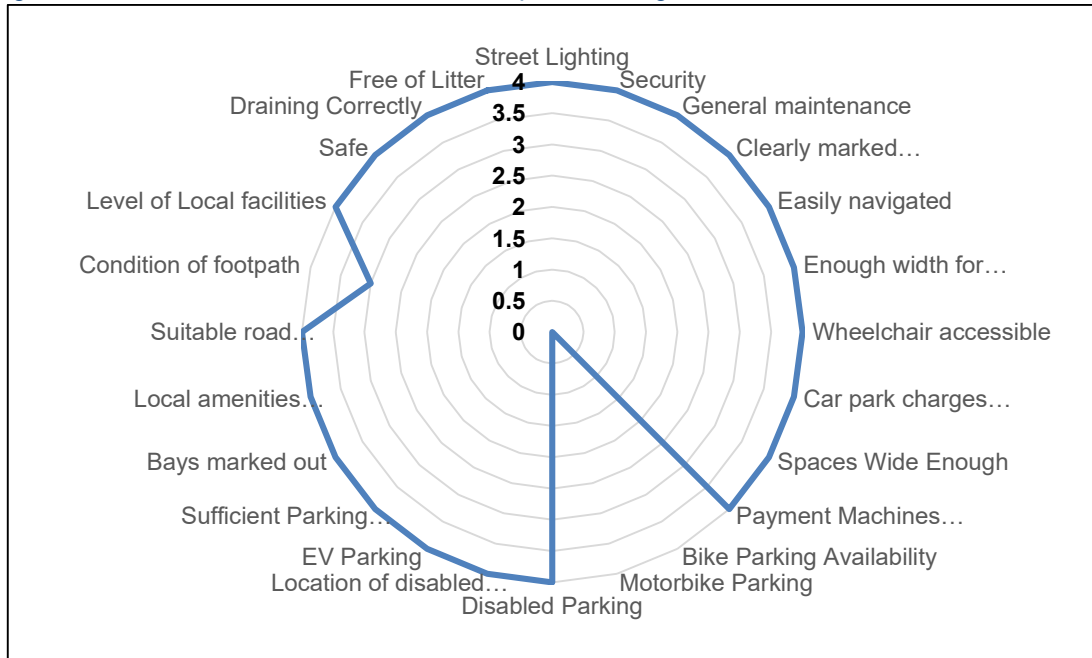 Street Lighting
Security
General maintenance
Clearly marked…
Easily navigated
Enough width for…
Wheelchair accessible
Car park charges…
Spaces Wide Enough
Payment Machines…
Bike Parking Availability
Motorbike Parking
Disabled Parking
Location of disabled…
EV Parking
Sufficient Parking…
Bays marked out
Local amenities…
Suitable road…
Condition of footpath
Level of Local facilities
Safe
Draining Correctly
Free of Litter
4
3.5
3
2.5
2
1.5
1
0.5
0